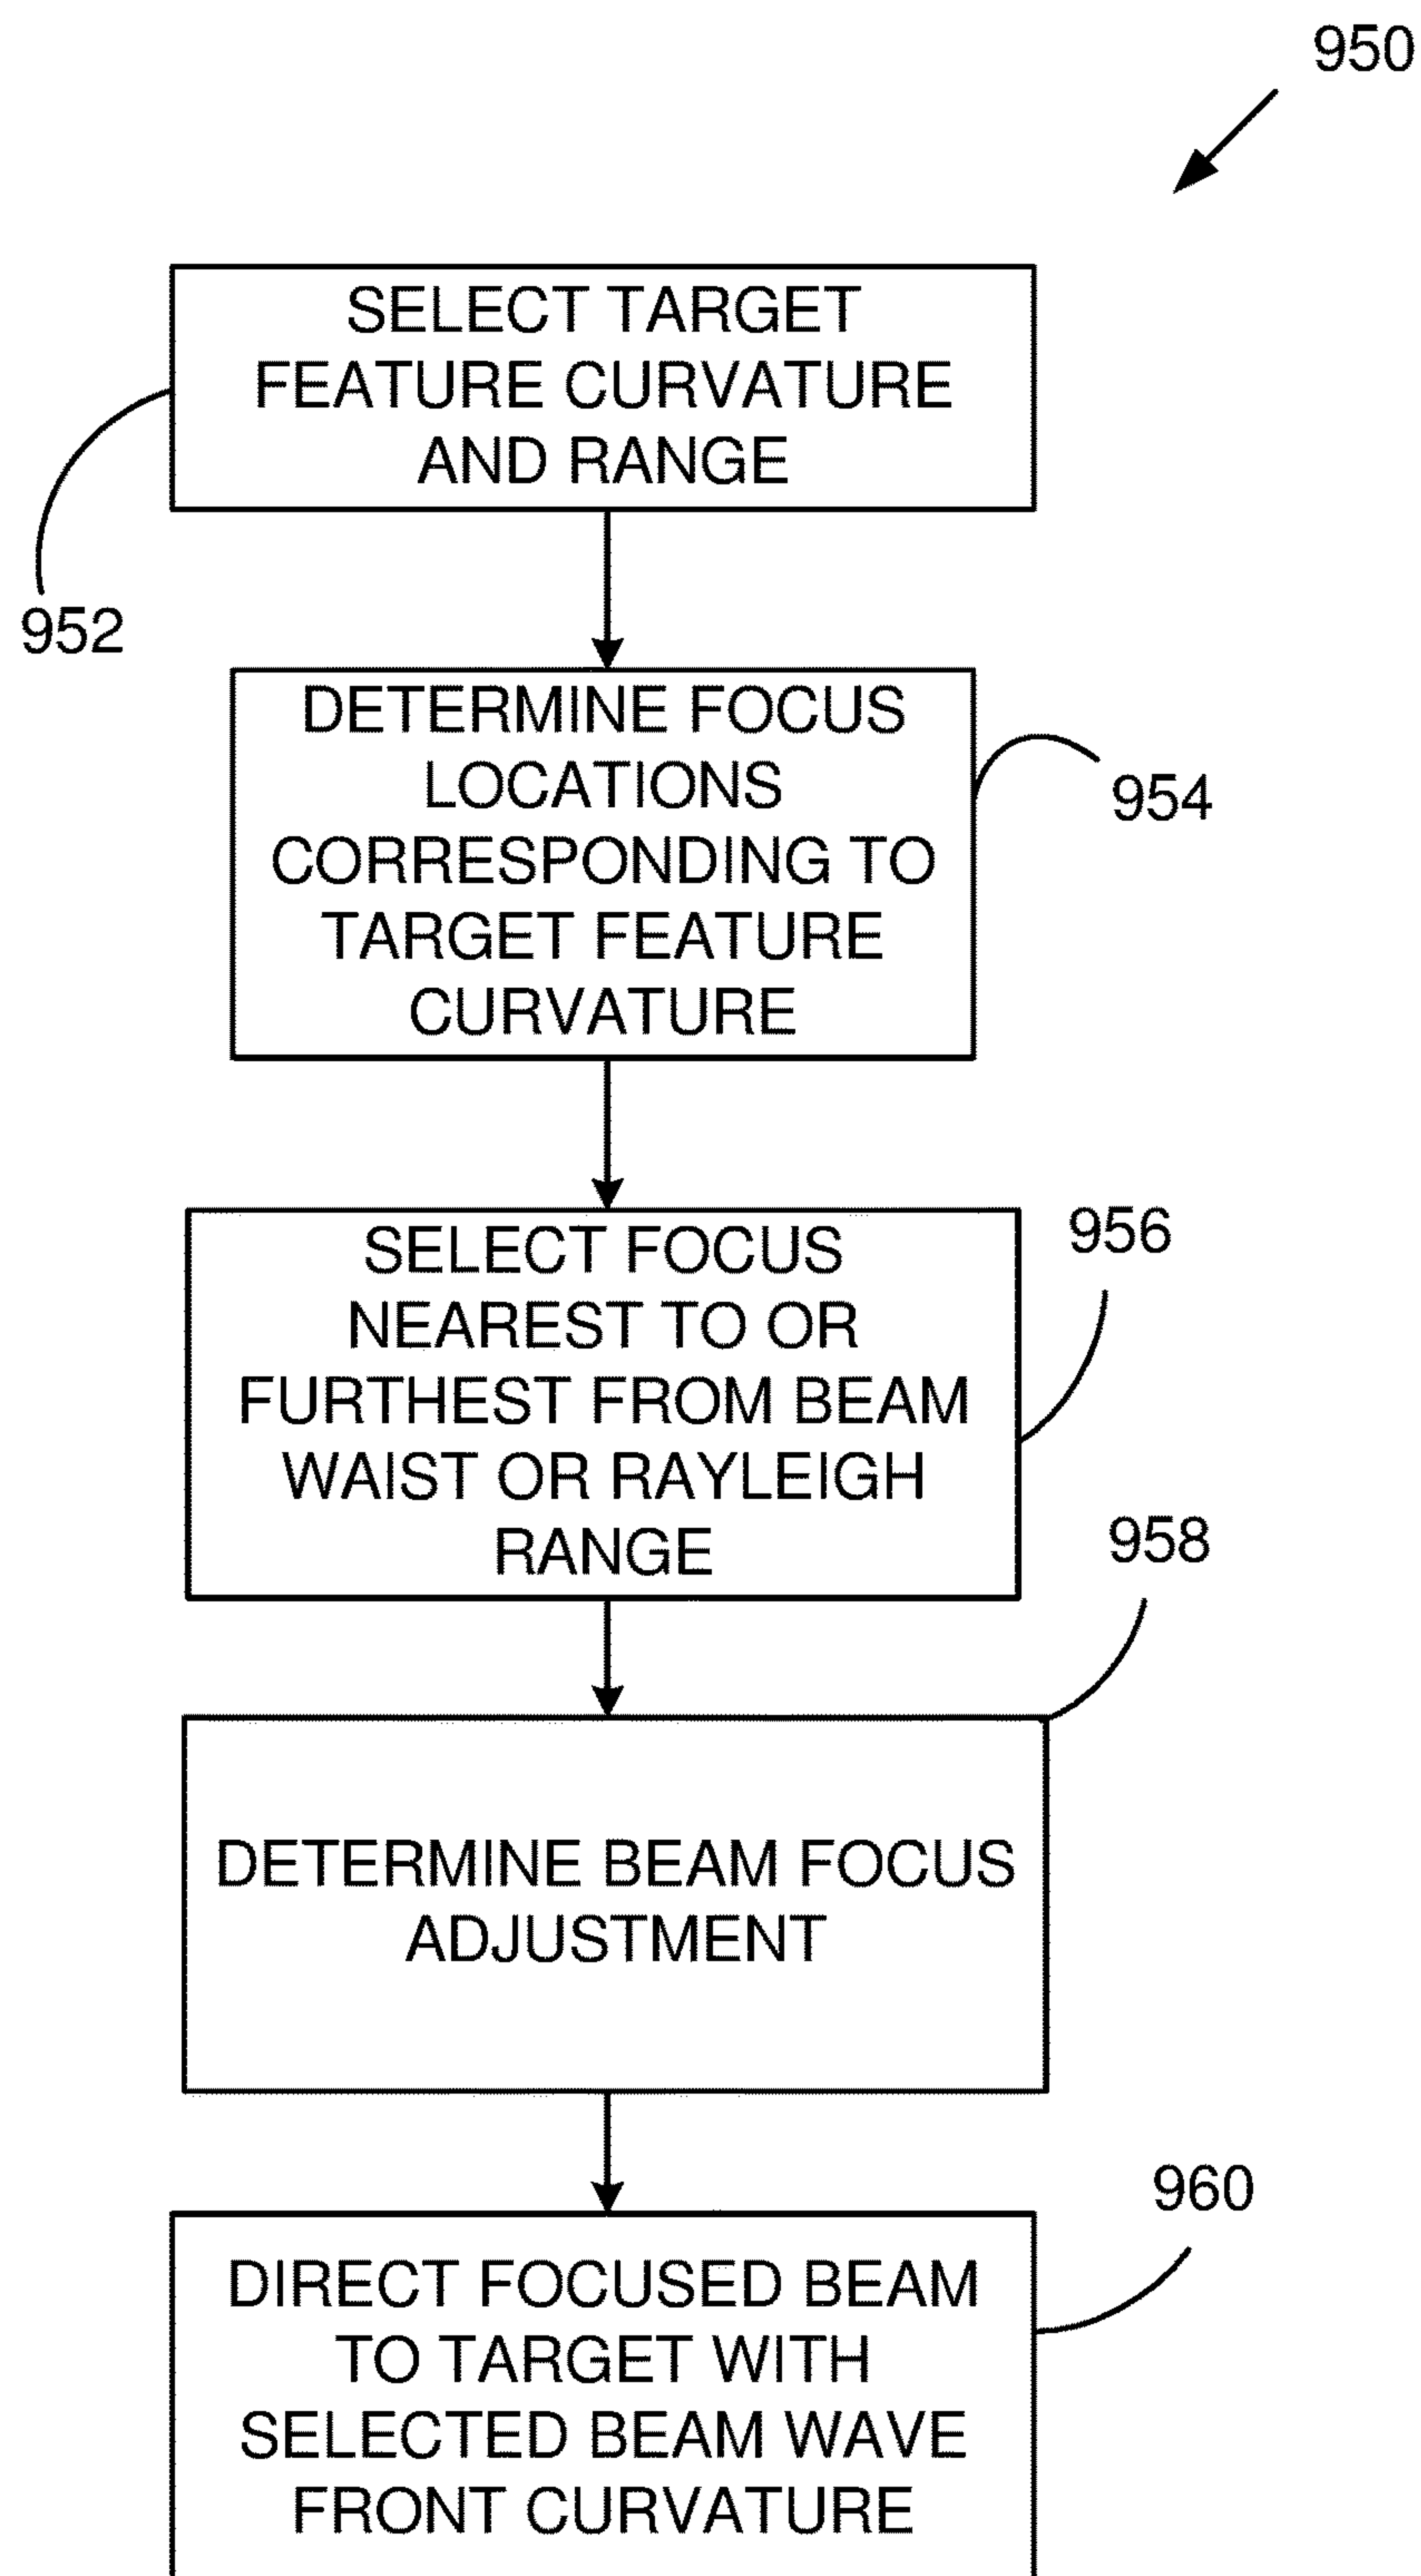 950
SELECT TARGET
FEATURE CURVATURE
AND RANGE
952
DETERMINE FOCUS
LOCATIONS
CORRESPONDING TO
TARGET FEATURE
CURVATURE
954
SELECT FOCUS
NEAREST TO OR
FURTHEST FROM BEAM
WAIST OR RAYLEIGH
RANGE
956
958
DETERMINE BEAM FOCUS
ADJUSTMENT
960
DIRECT FOCUSED BEAM
TO TARGET WITH
SELECTED BEAM WAVE
FRONT CURVATURE